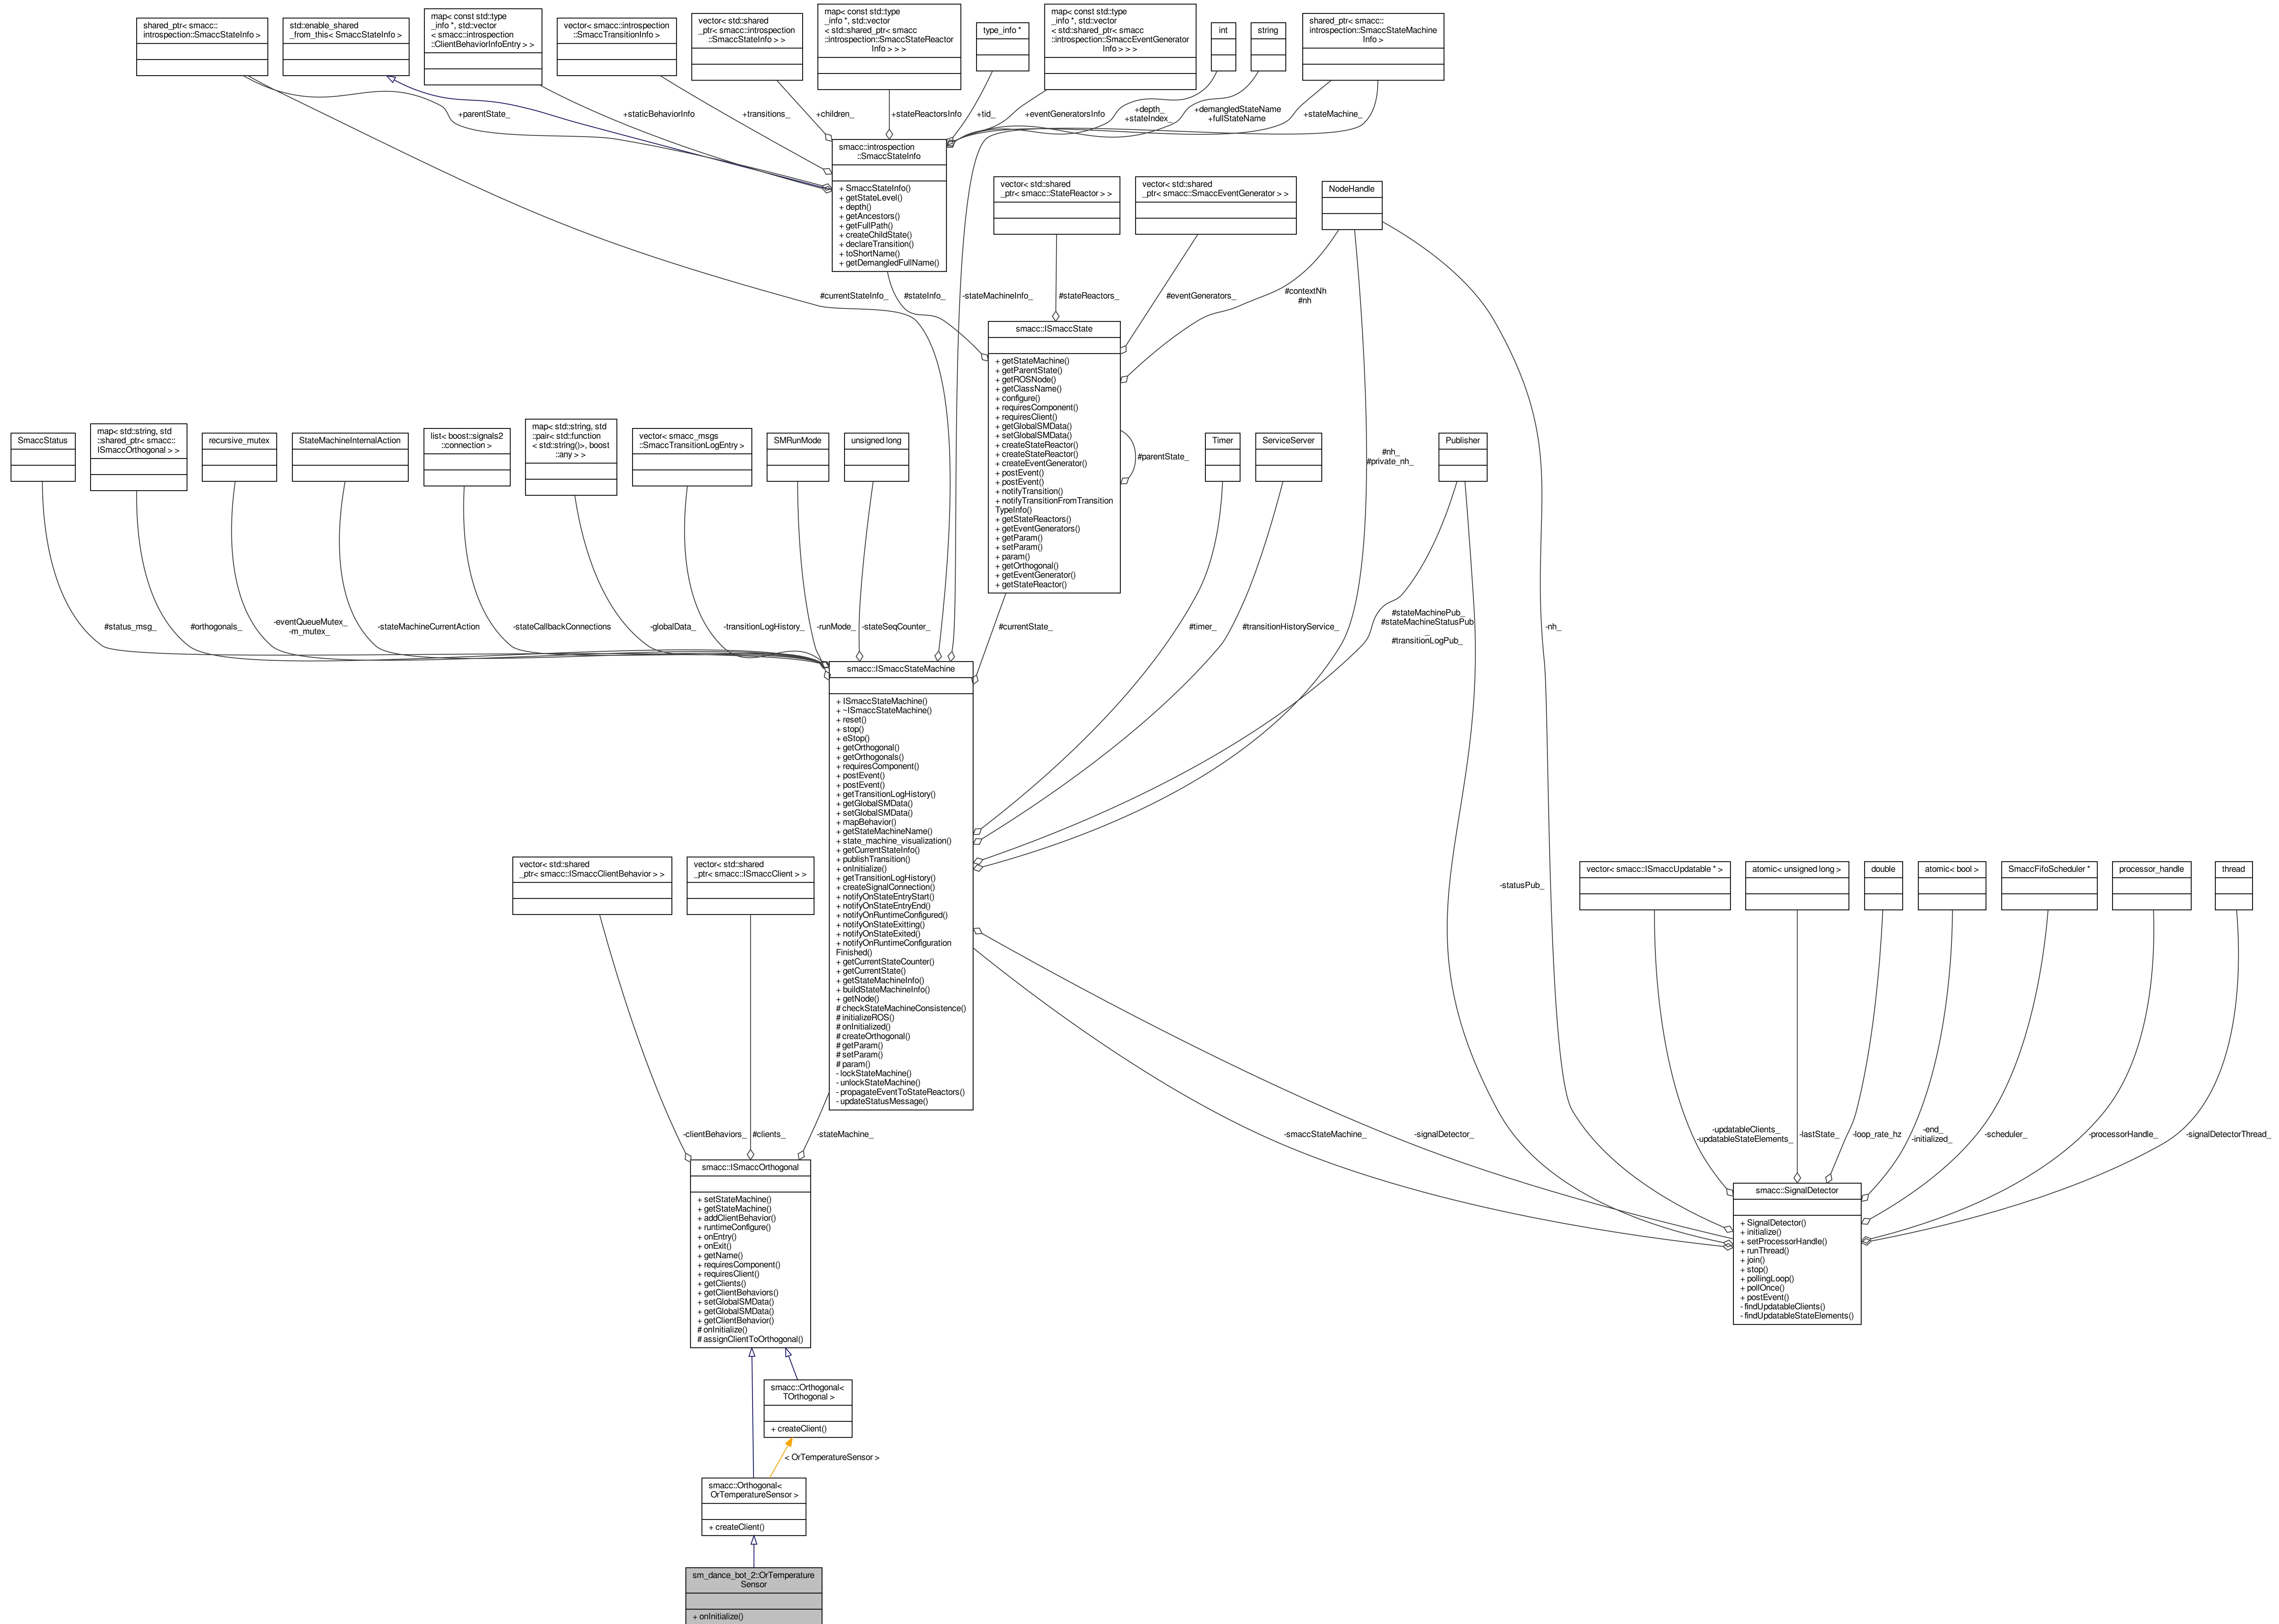 shared_ptr< smacc::
introspection::SmaccStateInfo >
std::enable_shared
_from_this< SmaccStateInfo >
map< const std::type
_info *, std::vector
< smacc::introspection
::ClientBehaviorInfoEntry > >
vector< smacc::introspection
::SmaccTransitionInfo >
vector< std::shared
_ptr< smacc::introspection
::SmaccStateInfo > >
map< const std::type
_info *, std::vector
< std::shared_ptr< smacc
::introspection::SmaccStateReactor
Info > > >
type_info *
map< const std::type
_info *, std::vector
< std::shared_ptr< smacc
::introspection::SmaccEventGenerator
Info > > >
int
string
shared_ptr< smacc::
introspection::SmaccStateMachine
Info >
+parentState_
+staticBehaviorInfo
+transitions_
+children_
+stateReactorsInfo
+tid_
+eventGeneratorsInfo
+depth_
+stateIndex_
+demangledStateName
+fullStateName
+stateMachine_
smacc::introspection
::SmaccStateInfo
+ SmaccStateInfo()
+ getStateLevel()
+ depth()
+ getAncestors()
+ getFullPath()
+ createChildState()
+ declareTransition()
+ toShortName()
+ getDemangledFullName()
vector< std::shared
_ptr< smacc::StateReactor > >
vector< std::shared
_ptr< smacc::SmaccEventGenerator > >
NodeHandle
#currentStateInfo_
#stateInfo_
-stateMachineInfo_
#stateReactors_
#eventGenerators_
#contextNh
#nh
smacc::ISmaccState
+ getStateMachine()
+ getParentState()
+ getROSNode()
+ getClassName()
+ configure()
+ requiresComponent()
+ requiresClient()
+ getGlobalSMData()
+ setGlobalSMData()
+ createStateReactor()
+ createStateReactor()
+ createEventGenerator()
+ postEvent()
+ postEvent()
+ notifyTransition()
+ notifyTransitionFromTransition
TypeInfo()
+ getStateReactors()
+ getEventGenerators()
+ getParam()
+ setParam()
+ param()
+ getOrthogonal()
+ getEventGenerator()
+ getStateReactor()
#parentState_
SmaccStatus
map< std::string, std
::shared_ptr< smacc::
ISmaccOrthogonal > >
recursive_mutex
StateMachineInternalAction
list< boost::signals2
::connection >
map< std::string, std
::pair< std::function
< std::string()>, boost
::any > >
vector< smacc_msgs
::SmaccTransitionLogEntry >
SMRunMode
unsigned long
Timer
ServiceServer
Publisher
#nh_
#private_nh_
#status_msg_
#orthogonals_
-eventQueueMutex_
-m_mutex_
-stateMachineCurrentAction
-stateCallbackConnections
-globalData_
-transitionLogHistory_
-runMode_
-stateSeqCounter_
#currentState_
#timer_
#transitionHistoryService_
#stateMachinePub_
#stateMachineStatusPub
_
#transitionLogPub_
-nh_
smacc::ISmaccStateMachine
+ ISmaccStateMachine()
+ ~ISmaccStateMachine()
+ reset()
+ stop()
+ eStop()
+ getOrthogonal()
+ getOrthogonals()
+ requiresComponent()
+ postEvent()
+ postEvent()
+ getTransitionLogHistory()
+ getGlobalSMData()
+ setGlobalSMData()
+ mapBehavior()
+ getStateMachineName()
+ state_machine_visualization()
+ getCurrentStateInfo()
+ publishTransition()
+ onInitialize()
+ getTransitionLogHistory()
+ createSignalConnection()
+ notifyOnStateEntryStart()
+ notifyOnStateEntryEnd()
+ notifyOnRuntimeConfigured()
+ notifyOnStateExitting()
+ notifyOnStateExited()
+ notifyOnRuntimeConfiguration
Finished()
+ getCurrentStateCounter()
+ getCurrentState()
+ getStateMachineInfo()
+ buildStateMachineInfo()
+ getNode()
# checkStateMachineConsistence()
# initializeROS()
# onInitialized()
# createOrthogonal()
# getParam()
# setParam()
# param()
- lockStateMachine()
- unlockStateMachine()
- propagateEventToStateReactors()
- updateStatusMessage()
vector< std::shared
_ptr< smacc::ISmaccClientBehavior > >
vector< std::shared
_ptr< smacc::ISmaccClient > >
-statusPub_
vector< smacc::ISmaccUpdatable * >
atomic< unsigned long >
double
atomic< bool >
SmaccFifoScheduler *
processor_handle
thread
-clientBehaviors_
#clients_
-stateMachine_
-smaccStateMachine_
-signalDetector_
-updatableClients_
-updatableStateElements_
-lastState_
-loop_rate_hz
-end_
-initialized_
-scheduler_
-processorHandle_
-signalDetectorThread_
smacc::ISmaccOrthogonal
+ setStateMachine()
+ getStateMachine()
+ addClientBehavior()
+ runtimeConfigure()
+ onEntry()
+ onExit()
+ getName()
+ requiresComponent()
+ requiresClient()
+ getClients()
+ getClientBehaviors()
+ setGlobalSMData()
+ getGlobalSMData()
+ getClientBehavior()
# onInitialize()
# assignClientToOrthogonal()
smacc::SignalDetector
+ SignalDetector()
+ initialize()
+ setProcessorHandle()
+ runThread()
+ join()
+ stop()
+ pollingLoop()
+ pollOnce()
+ postEvent()
- findUpdatableClients()
- findUpdatableStateElements()
smacc::Orthogonal<
TOrthogonal >
+ createClient()
< OrTemperatureSensor >
smacc::Orthogonal<
OrTemperatureSensor >
+ createClient()
sm_dance_bot_2::OrTemperature
Sensor
+ onInitialize()